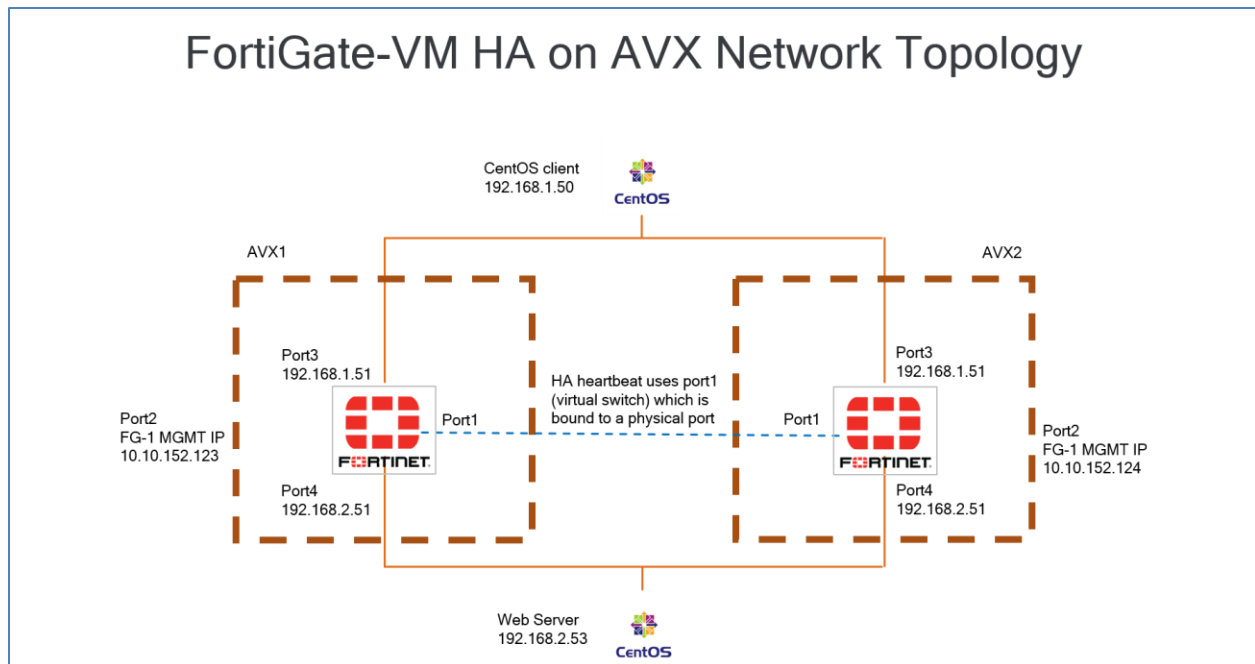 FortiGate-VM HA on AVX Network Topology
CentOS client
192.168.1.50
CENTOS
AVX1
AVX2
Port3
192.168.1.51
Port3
192.168.1.51
HA heartbeat uses port1
(virtual switch) which is
bound to a physical port
Port1
Port1
Port2
FG-1 MGMT IP
10.10.152.123
FORTINET
FORTINET
Port2
FG-1 MGMT IP
10.10.152.124
Port4
192.168.2.51
Port4
192.168.2.51
Web Server
192.168.2.53
CENTOS